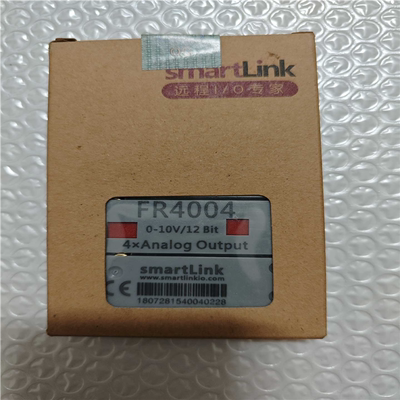 smartLink
远程I/O专家
FR4004
0-10V/12 Bit
4×Analog Output
smartLink
www.smartlinkio.com
1807281540040228